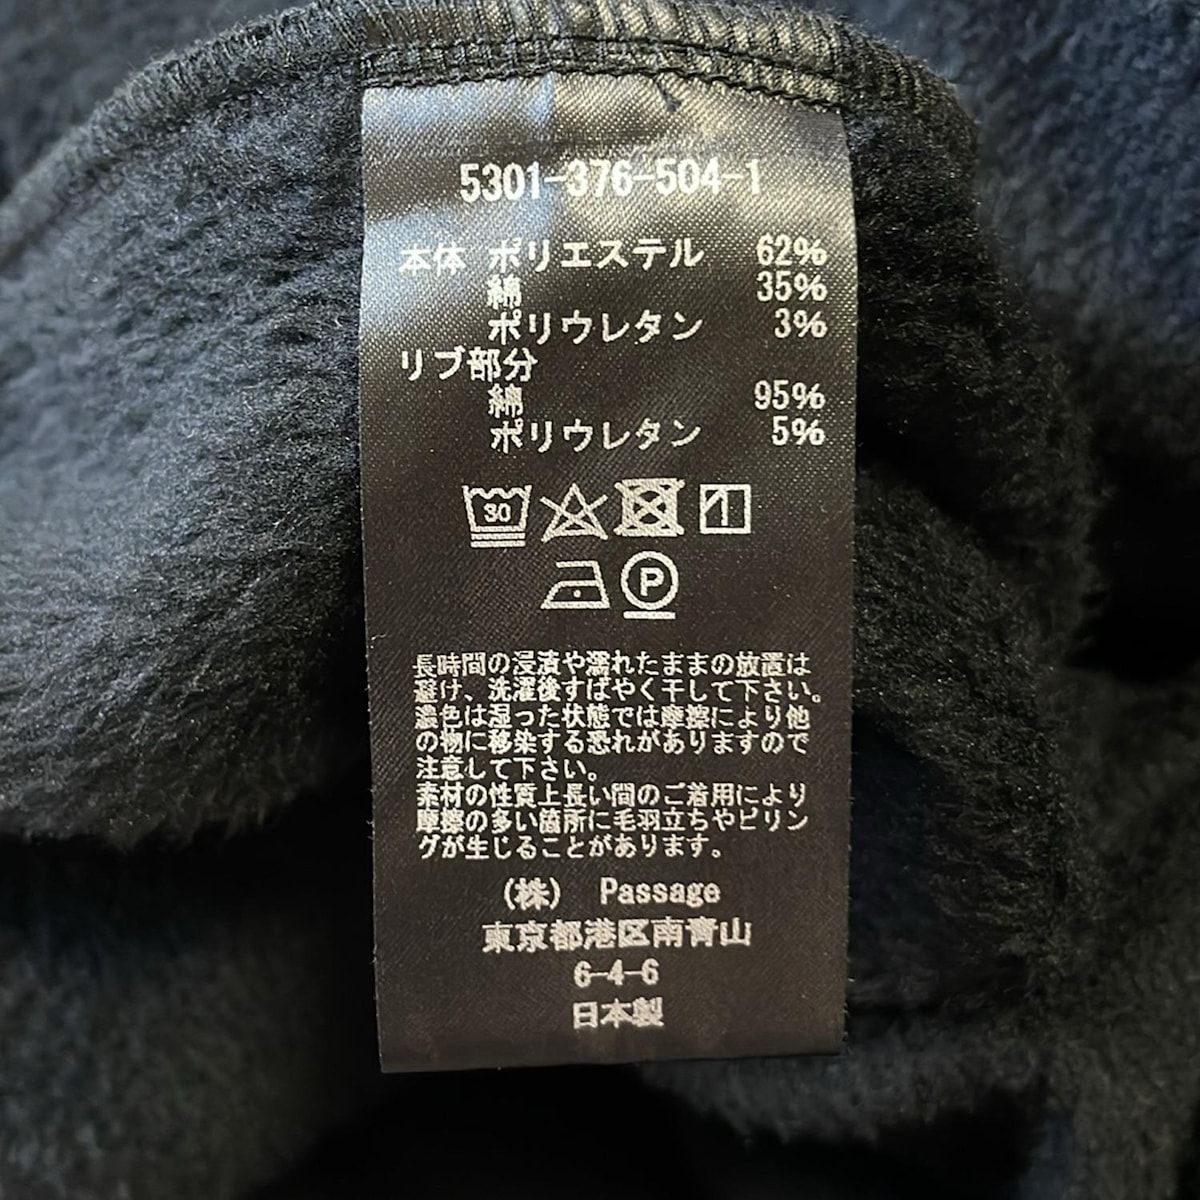 5301-376-504-1
本体 ポリエステル 62%
綿 35%
ポリウレタン 3%
リブ部分
綿 95%
ポリウレタン 5%
30
P
長時間の浸漬や濡れたままの放置は
避け、洗濯後すばやく干して下さい。
濃色は湿った状態では摩擦により他
の物に移染する恐れがありますので
注意して下さい。
素材の性質上長い間のご着用により
摩擦の多い箇所に毛羽立ちやピリン
グが生じることがあります。
(株) Passage
東京都港区南青山
6-4-6
日本製